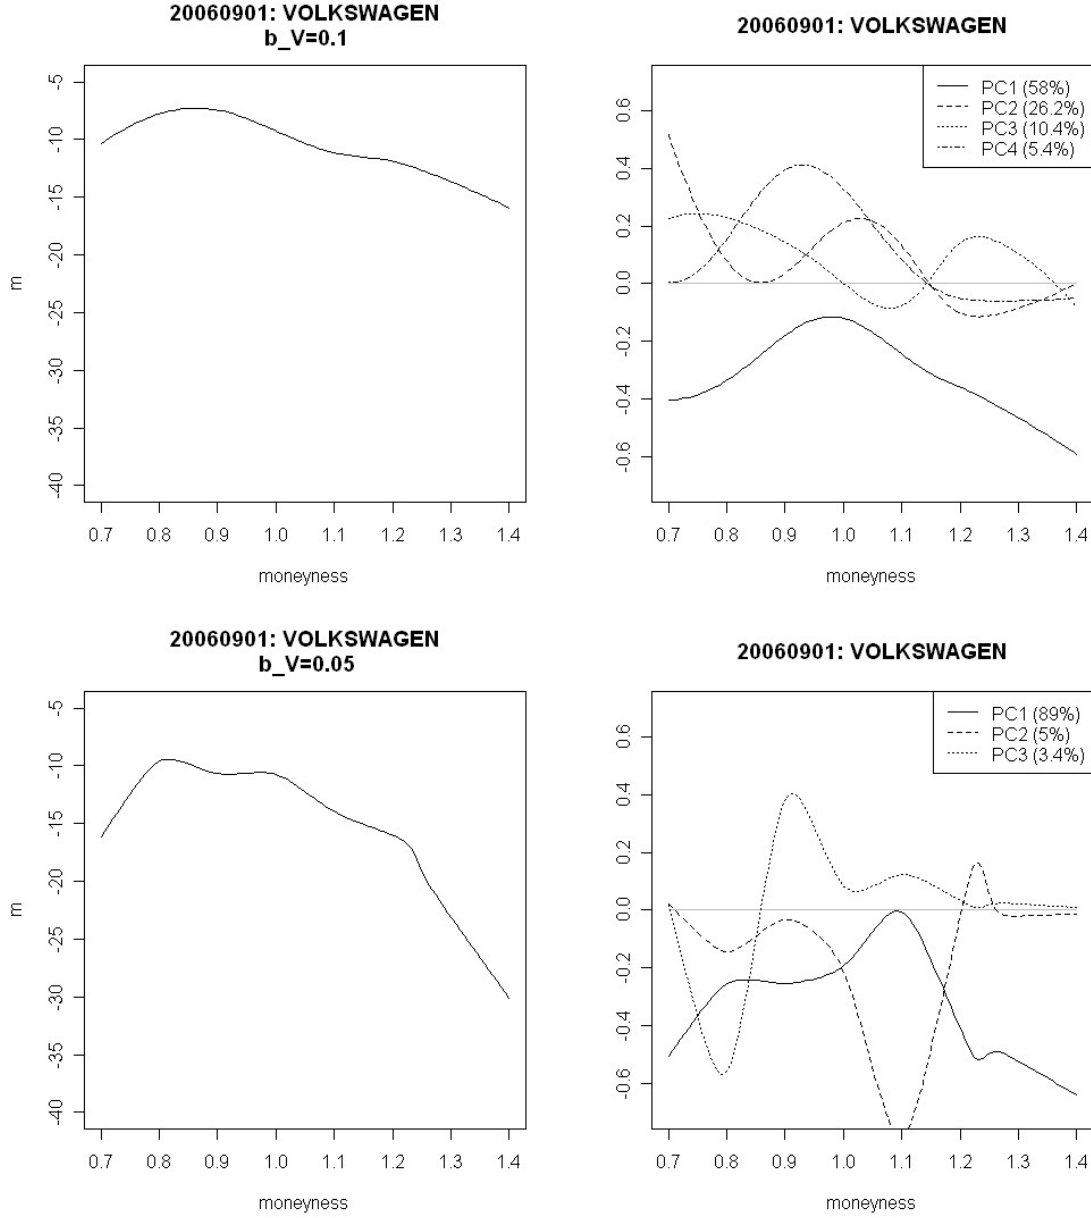 20060901: VOLKSWAGEN
b_V=0.1
m
-5
-10
-15
-20
-25
-30
-35
-40
0.7 0.8 0.9 1.0 1.1 1.2 1.3 1.4
moneyness
20060901: VOLKSWAGEN
PC1 (58%)
PC2 (26.2%)
PC3 (10.4%)
PC4 (5.4%)
0.6
0.4
0.2
0.0
-0.2
-0.4
-0.6
0.7 0.8 0.9 1.0 1.1 1.2 1.3 1.4
moneyness
20060901: VOLKSWAGEN
b_V=0.05
m
-5
-10
-15
-20
-25
-30
-35
-40
0.7 0.8 0.9 1.0 1.1 1.2 1.3 1.4
moneyness
20060901: VOLKSWAGEN
PC1 (89%)
PC2 (5%)
PC3 (3.4%)
0.6
0.4
0.2
0.0
-0.2
-0.4
-0.6
0.7 0.8 0.9 1.0 1.1 1.2 1.3 1.4
moneyness